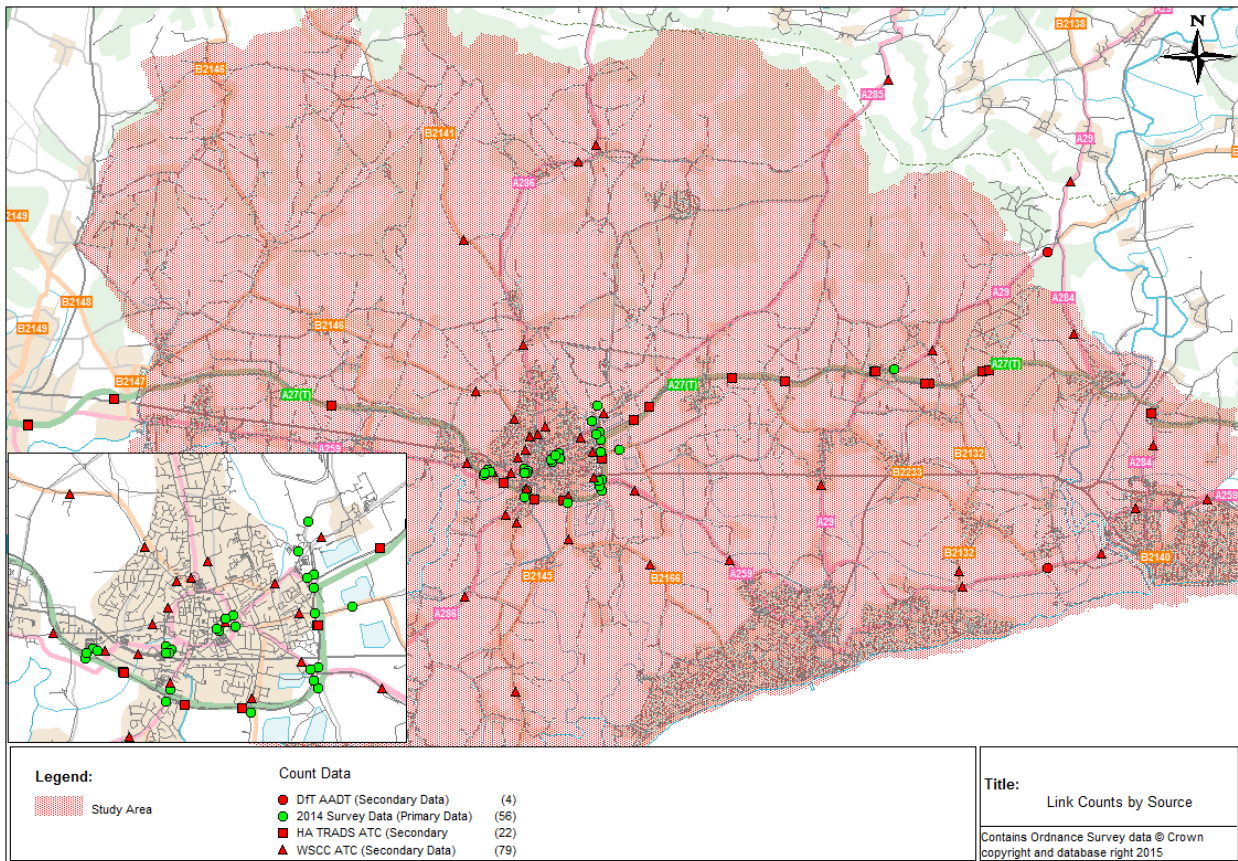 A29
B2138
N
B2146
A285
B2141
A29
A286
B2149
A29
A284
B2148
B2149
B2146
A27(T)
B2147
A27(T)
A27(T)
A259
B2132
B2233
A284
A259
A29
B2132
B2140
B2145
B2166
A259
A286
Legend:
Study Area
Count Data
DfT AADT (Secondary Data) (4)
2014 Survey Data (Primary Data) (56)
HA TRADS ATC (Secondary (22)
WSCC ATC (Secondary Data) (79)
Title:
Link Counts by Source
Contains Ordnance Survey data © Crown
copyright and database right 2015